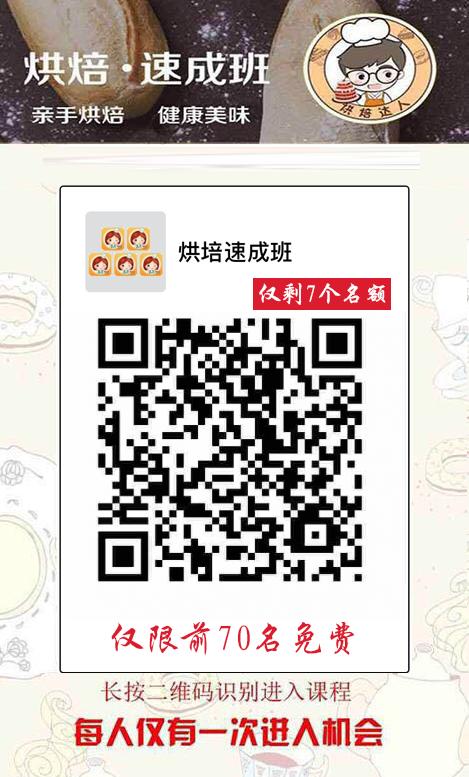 烘焙·速成班
亲手烘焙 健康美味
烘焙达人
烘培速成班
仅剩7个名额
仅限前70名免费
长按二维码识别进入课程
每人仅有一次进入机会